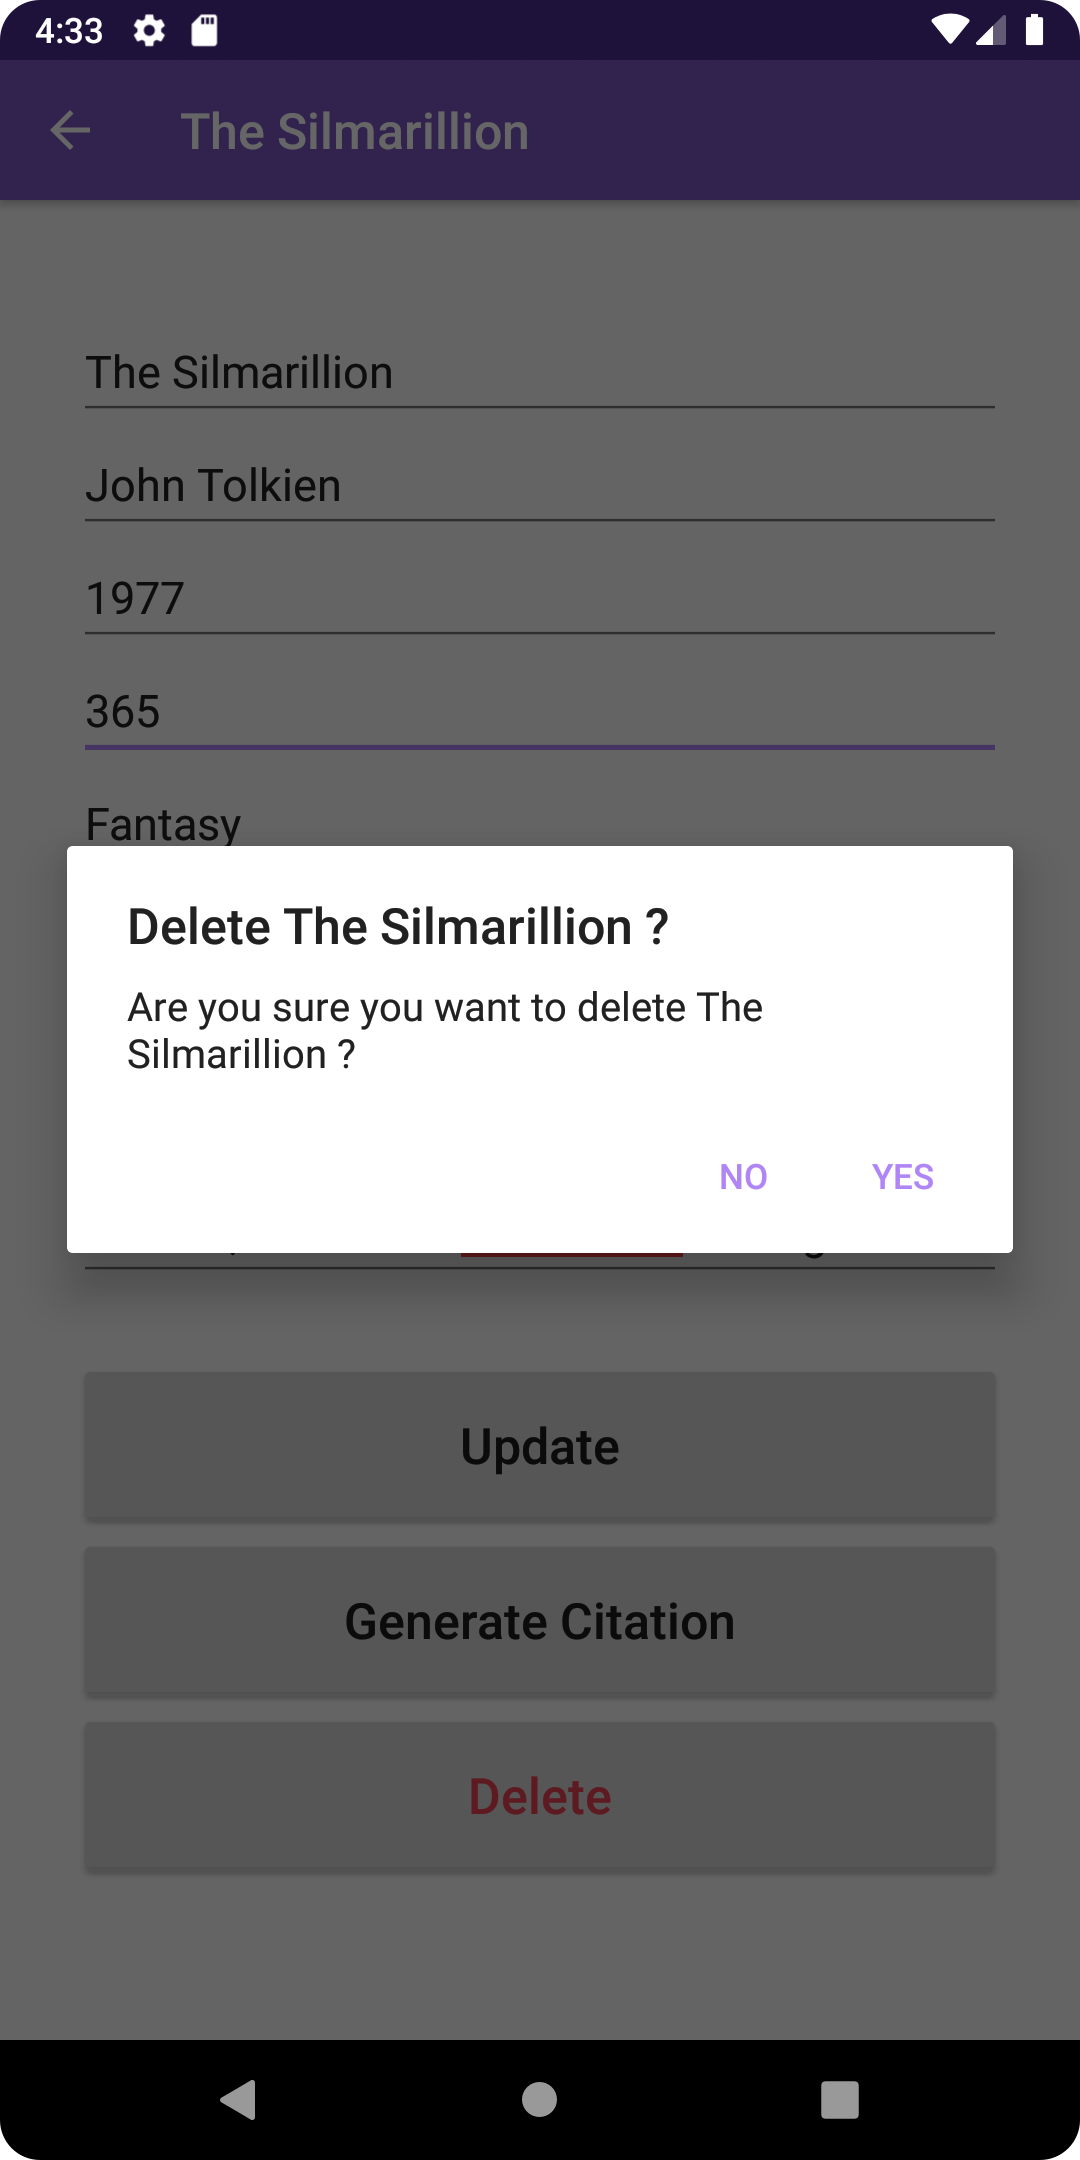 4:33
The Silmarillion
The Silmarillion
John Tolkien
1977
365
Fantasy
Delete The Silmarillion ?
Are you sure you want to delete The
Silmarillion ?
NO
YES
Update
Generate Citation
Delete